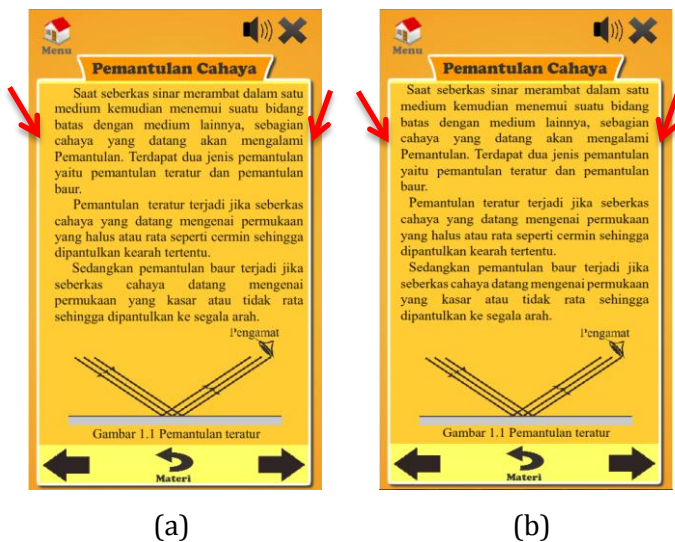 Menu
Pemantulan Cahaya
Saat seberkas sinar merambat dalam satu
medium kemudian menemui suatu bidang
batas dengan medium lainnya, sebagian
cahaya yang datang akan mengalami
Pemantulan. Terdapat dua jenis pemantulan
yaitu pemantulan teratur dan pemantulan
baur.
Pemantulan teratur terjadi jika seberkas
cahaya yang datang mengenai permukaan
yang halus atau rata seperti cermin sehingga
dipantulkan kearah tertentu.
Sedangkan pemantulan baur terjadi jika
seberkas cahaya datang mengenai
permukaan yang kasar atau tidak rata
sehingga dipantulkan ke segala arah.
Pengamat
Gambar 1.1 Pemantulan teratur
Materi
(a)
Menu
Pemantulan Cahaya
Saat seberkas sinar merambat dalam satu
medium kemudian menemui suatu bidang
batas dengan medium lainnya, sebagian
cahaya yang datang akan mengalami
Pemantulan. Terdapat dua jenis pemantulan
yaitu pemantulan teratur dan pemantulan
baur.
Pemantulan teratur terjadi jika seberkas
cahaya yang datang mengenai permukaan
yang halus atau rata seperti cermin sehingga
dipantulkan kearah tertentu.
Sedangkan pemantulan baur terjadi jika
seberkas cahaya datang mengenai permukaan
yang kasar atau tidak rata sehingga
dipantulkan ke segala arah.
Pengamat
Gambar 1.1 Pemantulan teratur
Materi
(b)